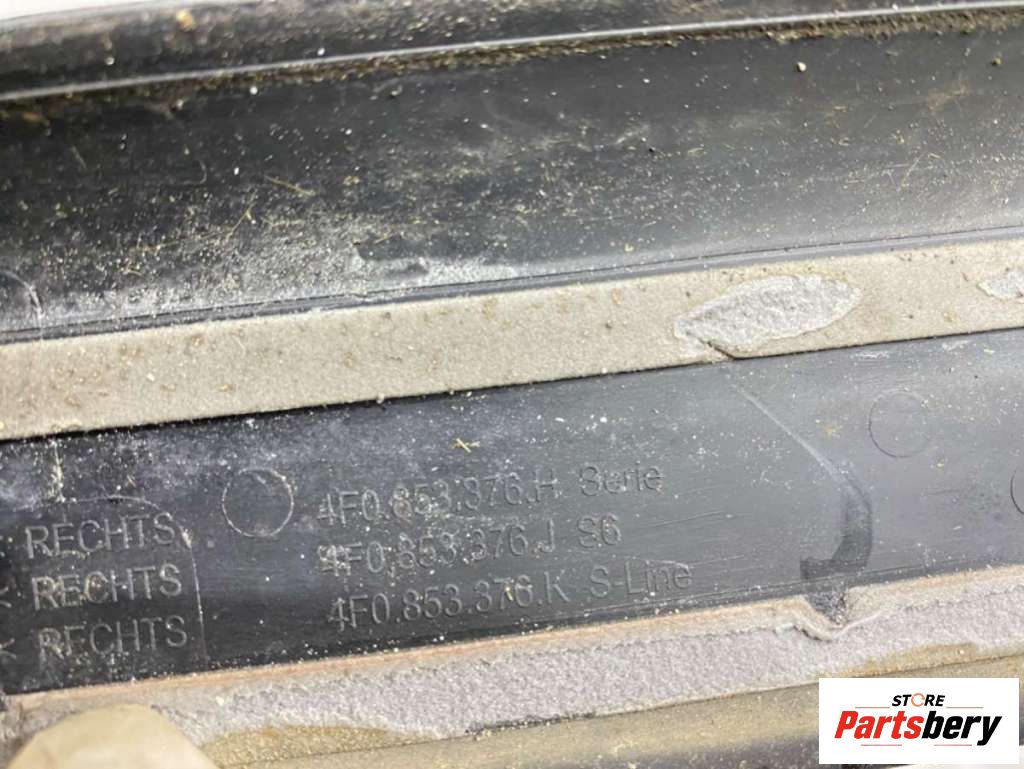 RECHTS 4F0.853.376.H Serie
RECHTS 4F0.853.376.J S6
RECHTS 4F0.853.376.K S-Line
STORE
Partsbery